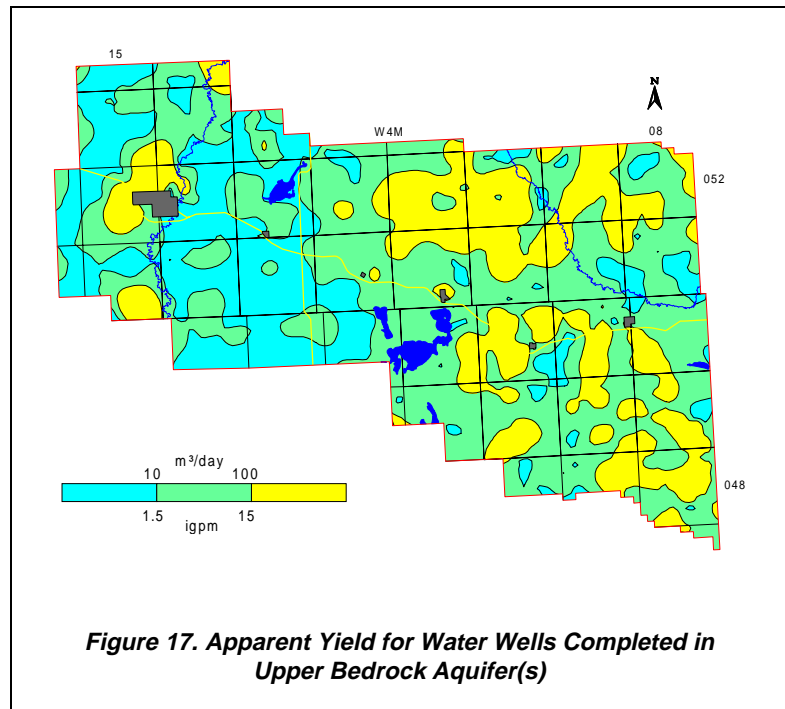 15
N
W4M
08
052
m³/day
10 100
1.5 15
igpm
048
Figure 17. Apparent Yield for Water Wells Completed in
Upper Bedrock Aquifer(s)